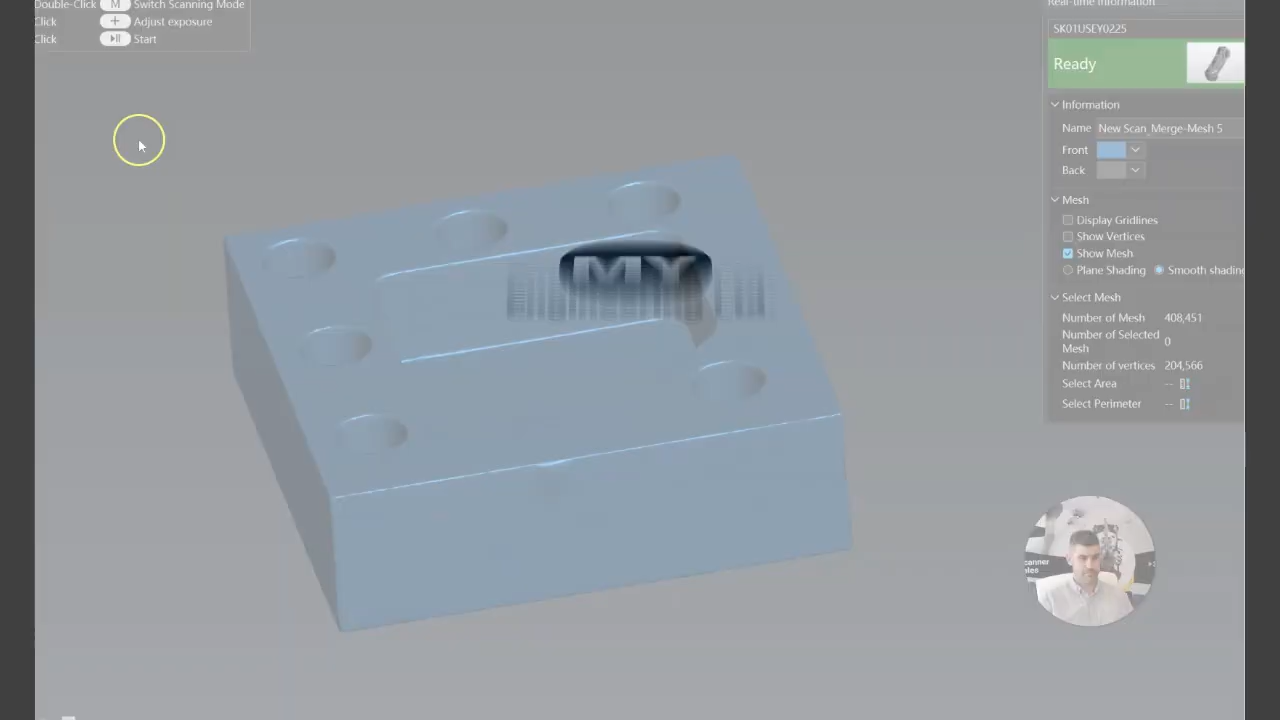 Double-Click M Switch Scanning Mode
Click + Adjust exposure
Click Start
Real-time Information
SK01USEY0225
Ready
Information
Name New Scan_Merge-Mesh 5
Front
Back
Mesh
Display Gridlines
Show Vertices
Show Mesh
Plane Shading Smooth shading
Select Mesh
Number of Mesh 408,451
Number of Selected
Mesh 0
Number of vertices 204,566
Select Area --
Select Perimeter --
MY
canner
ales